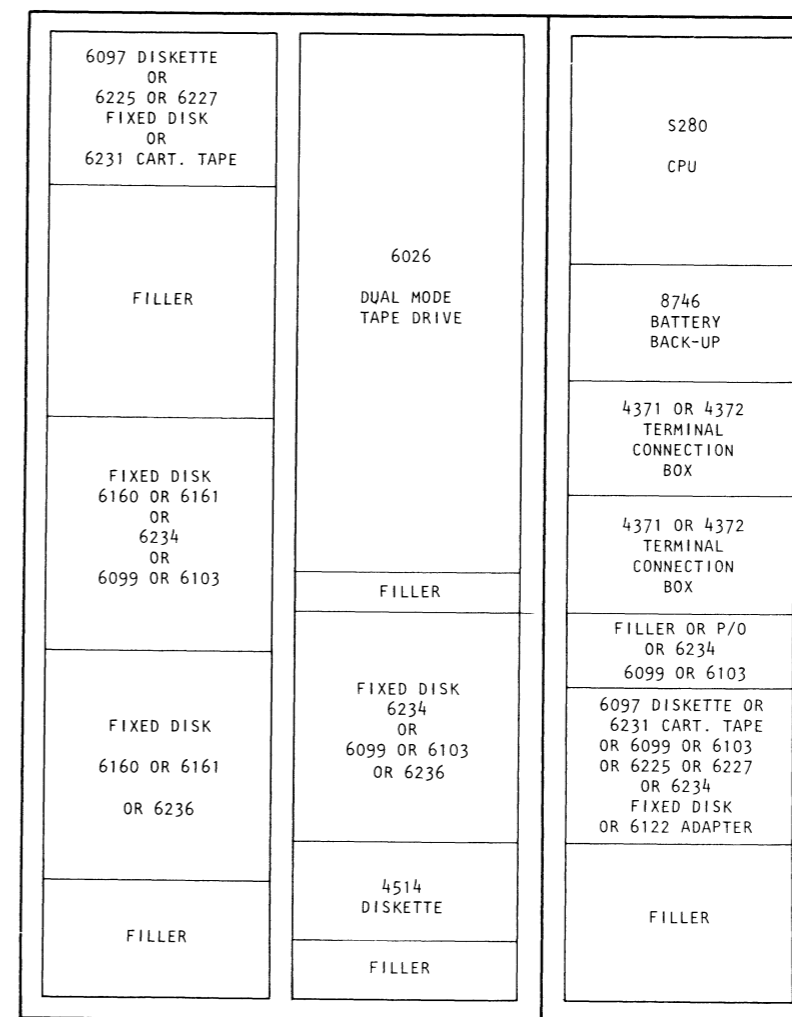 6097 DISKETTE
OR
6225 OR 6227
FIXED DISK
OR
6231 CART. TAPE
FILLER
FIXED DISK
6160 OR 6161
OR
6234
OR
6099 OR 6103
FIXED DISK
6160 OR 6161
OR 6236
FILLER
6026
DUAL MODE
TAPE DRIVE
FILLER
FIXED DISK
6234
OR
6099 OR 6103
OR 6236
4514
DISKETTE
FILLER
S280
CPU
8746
BATTERY
BACK-UP
4371 OR 4372
TERMINAL
CONNECTION
BOX
4371 OR 4372
TERMINAL
CONNECTION
BOX
FILLER OR P/O
OR 6234
6099 OR 6103
6097 DISKETTE OR
6231 CART. TAPE
OR 6099 OR 6103
OR 6225 OR 6227
OR 6234
FIXED DISK
OR 6122 ADAPTER
FILLER